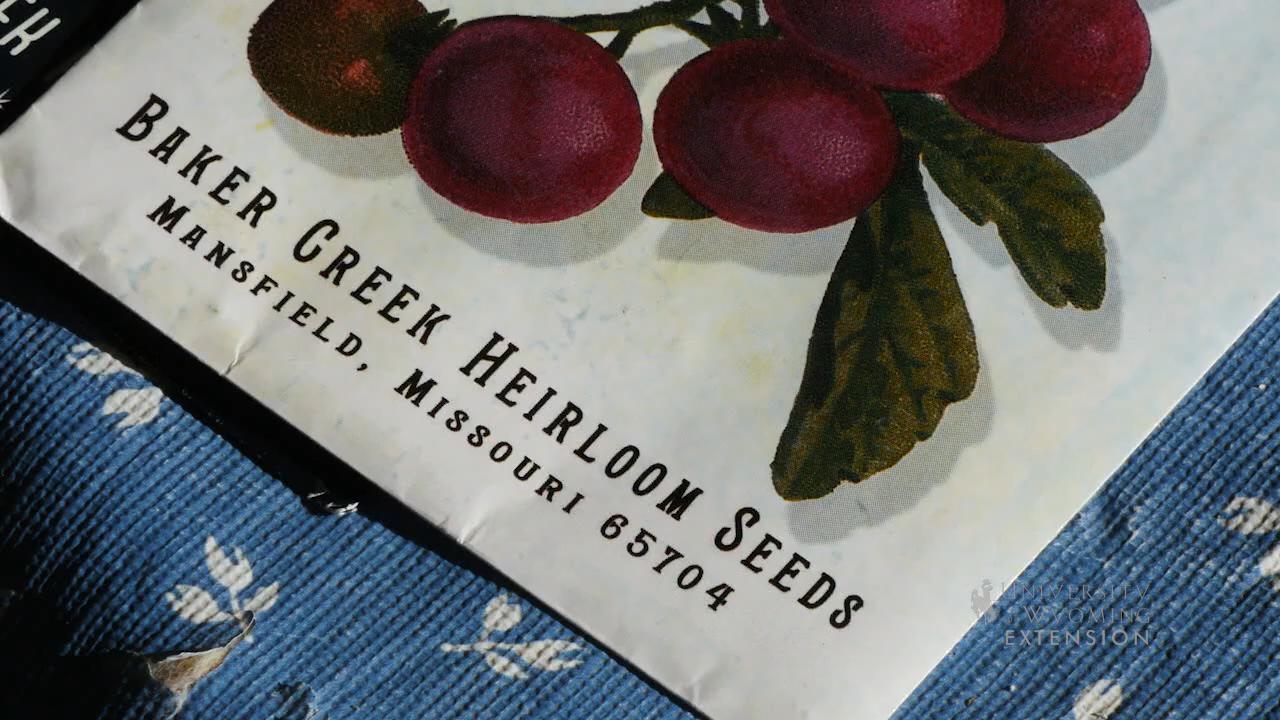 BAKER CREEK HEIRLOOM SEEDS
MANSFIELD, MISSOURI 65704
UNIVERSITY
OF WYOMING
EXTENSION